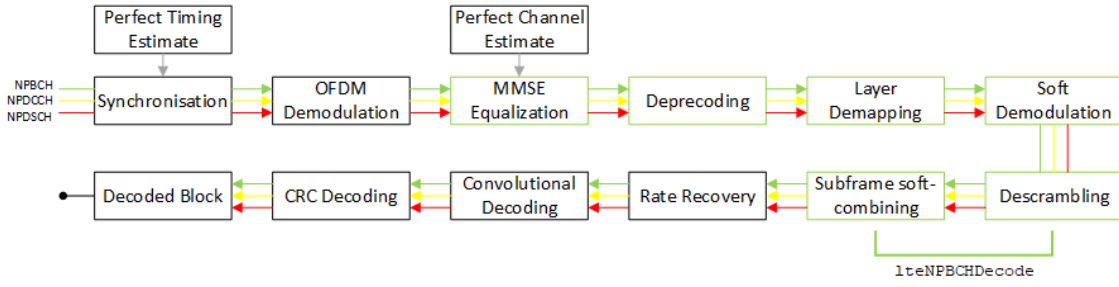 Perfect Timing
Estimate
Perfect Channel
Estimate
NPBCH
NPDCCH
NPDSCH
Synchronisation
OFDM
Demodulation
MMSE
Equalization
Deprecoding
Layer
Demapping
Soft
Demodulation
Decoded Block
CRC Decoding
Convolutional
Decoding
Rate Recovery
Subframe soft-
combining
Descrambling
lteNPBCHDecode